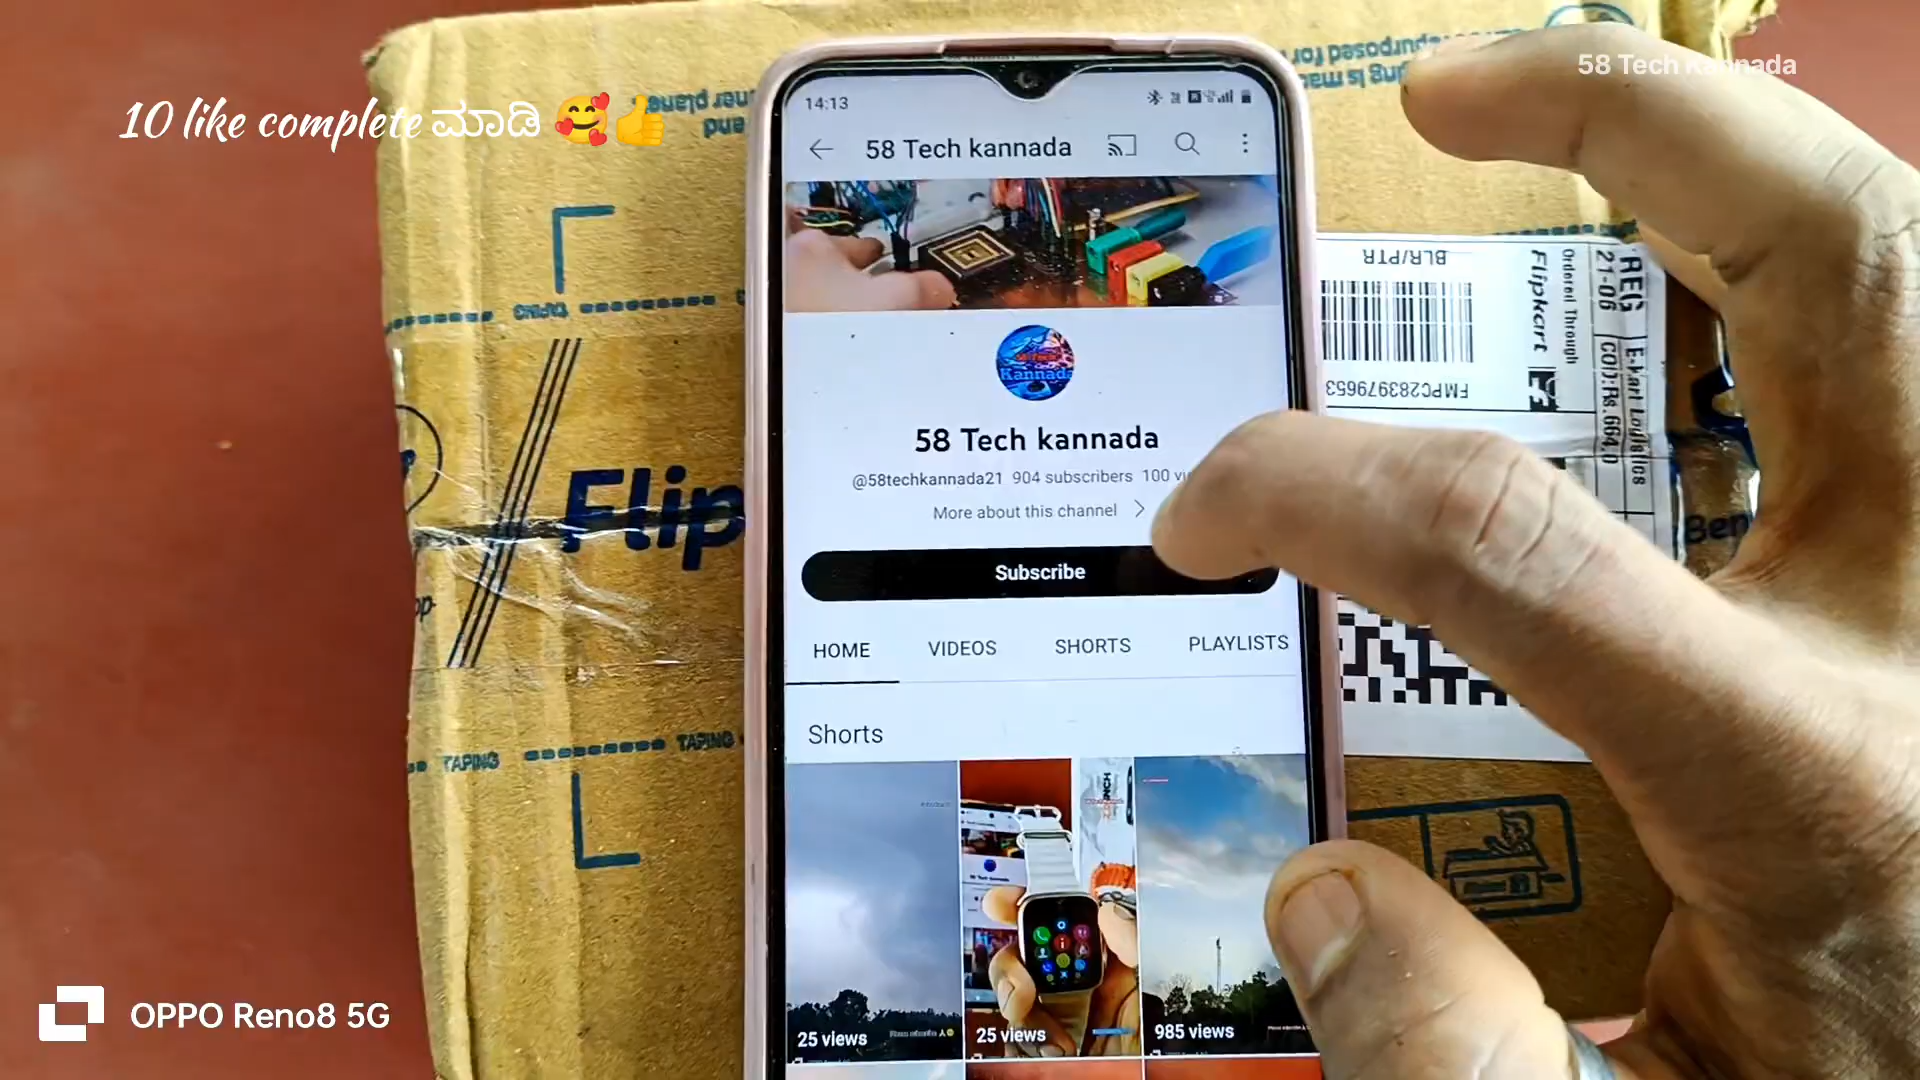 58 Tech Kannada
10 like complete ಮಾಡಿ 🥰👍
14:13
58 Tech kannada
58 Tech kannada
@58techkannada21 904 subscribers 100
More about this channel
Subscribe
HOME VIDEOS SHORTS PLAYLISTS
Shorts
25 views
25 views
985 views
Flip
TAPING
TAPING
TAPING
BLR/PTR
FMPC283979653
Ordered Through
Flipkart
REG
21-06
E-kart Logistics
COD:Rs.664.0
OPPO Reno8 5G